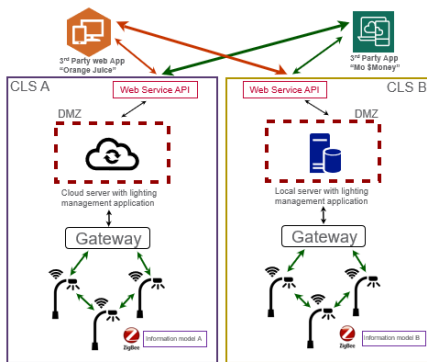 3rd Party web App
"Orange Juice"
3rd Party App
"Mo $Money"
CLS A
Web Service API
DMZ
Cloud server with lighting
management application
Gateway
ZigBee
Information model A
CLS B
Web Service API
DMZ
Local server with lighting
management application
Gateway
ZigBee
Information model B